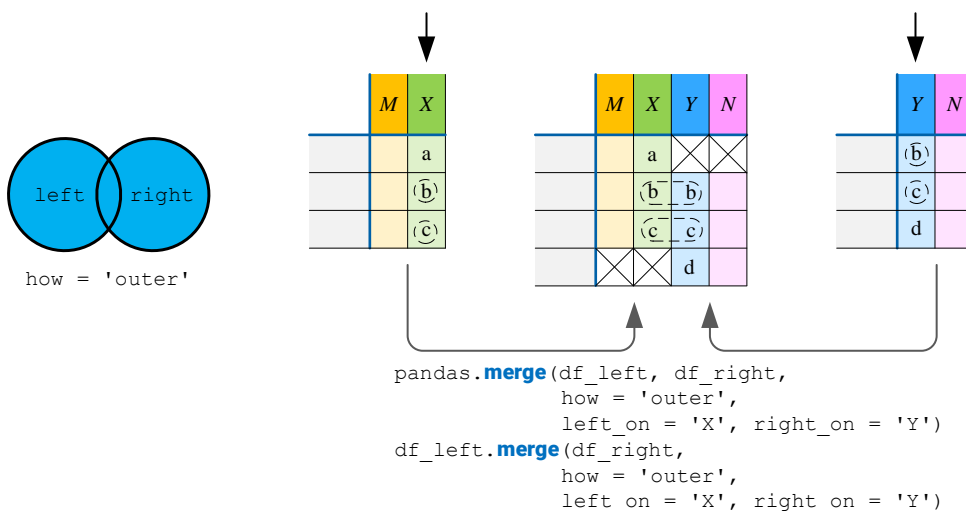 left right
how = 'outer'
M X
a
b
c
M X Y N
a
b b
c c
d
Y N
b
c
d
pandas.merge(df_left, df_right,
how = 'outer',
left_on = 'X', right_on = 'Y')
df_left.merge(df_right,
how = 'outer',
left_on = 'X', right_on = 'Y')